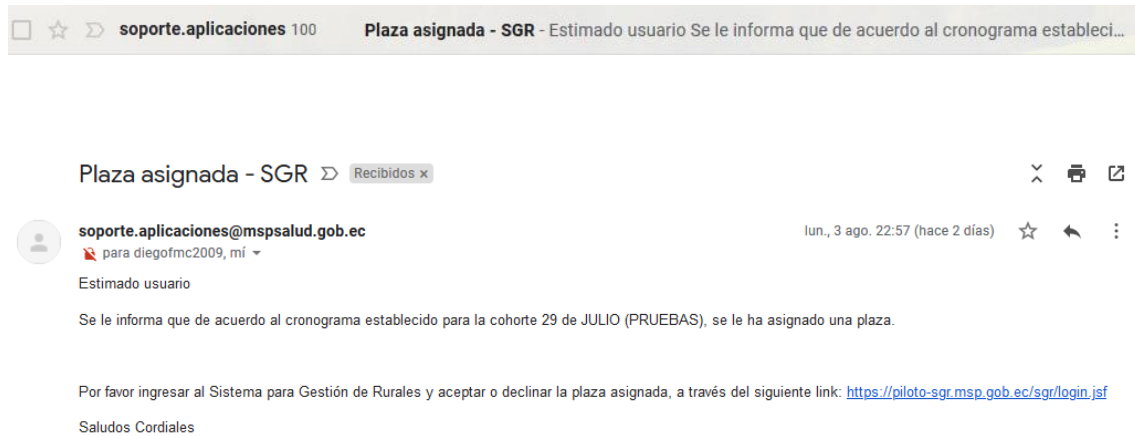 soporte.aplicaciones 100 Plaza asignada - SGR - Estimado usuario Se le informa que de acuerdo al cronograma estableci...
Plaza asignada - SGR Recibidos x
soporte.aplicaciones@mspsalud.gob.ec lun., 3 ago. 22:57 (hace 2 días)
para diegofmc2009, mí
Estimado usuario
Se le informa que de acuerdo al cronograma establecido para la cohorte 29 de JULIO (PRUEBAS), se le ha asignado una plaza.
Por favor ingresar al Sistema para Gestión de Rurales y aceptar o declinar la plaza asignada, a través del siguiente link: https://piloto-sgr.msp.gob.ec/sgr/login.jsf
Saludos Cordiales